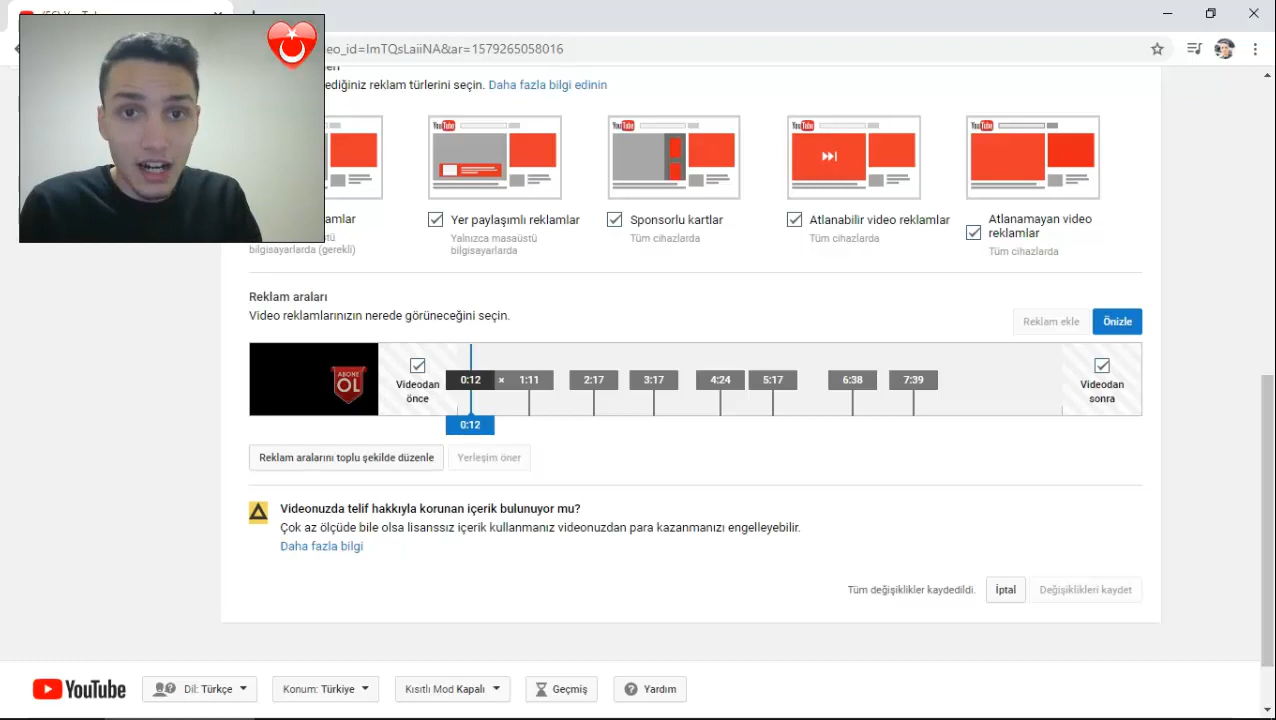 eo_id=ImTQsLaiiNA&ar=1579265058016
ediğiniz reklam türlerini seçin. Daha fazla bilgi edinin
YouTube
YouTube
YouTube
YouTube
Yer paylaşımlı reklamlar
Yalnızca masaüstü
bilgisayarlarda
Sponsorlu kartlar
Tüm cihazlarda
Atlanabilir video reklamlar
Tüm cihazlarda
Atlanamayan video
reklamlar
Tüm cihazlarda
amlar
bilgisayarlarda (gerekli)
Reklam araları
Video reklamlarınızın nerede görüneceğini seçin.
Reklam ekle
Önizle
ABONE
OL
Videodan
önce
0:12 × 1:11 2:17 3:17 4:24 5:17 6:38 7:39
Videodan
sonra
0:12
Reklam aralarını toplu şekilde düzenle
Yerleşim öner
Videonuzda telif hakkıyla korunan içerik bulunuyor mu?
Çok az ölçüde bile olsa lisanssız içerik kullanmanız videonuzdan para kazanmanızı engelleyebilir.
Daha fazla bilgi
Tüm değişiklikler kaydedildi.
İptal
Değişiklikleri kaydet
YouTube
Dil: Türkçe
Konum: Türkiye
Kısıtlı Mod Kapalı
Geçmiş
Yardım